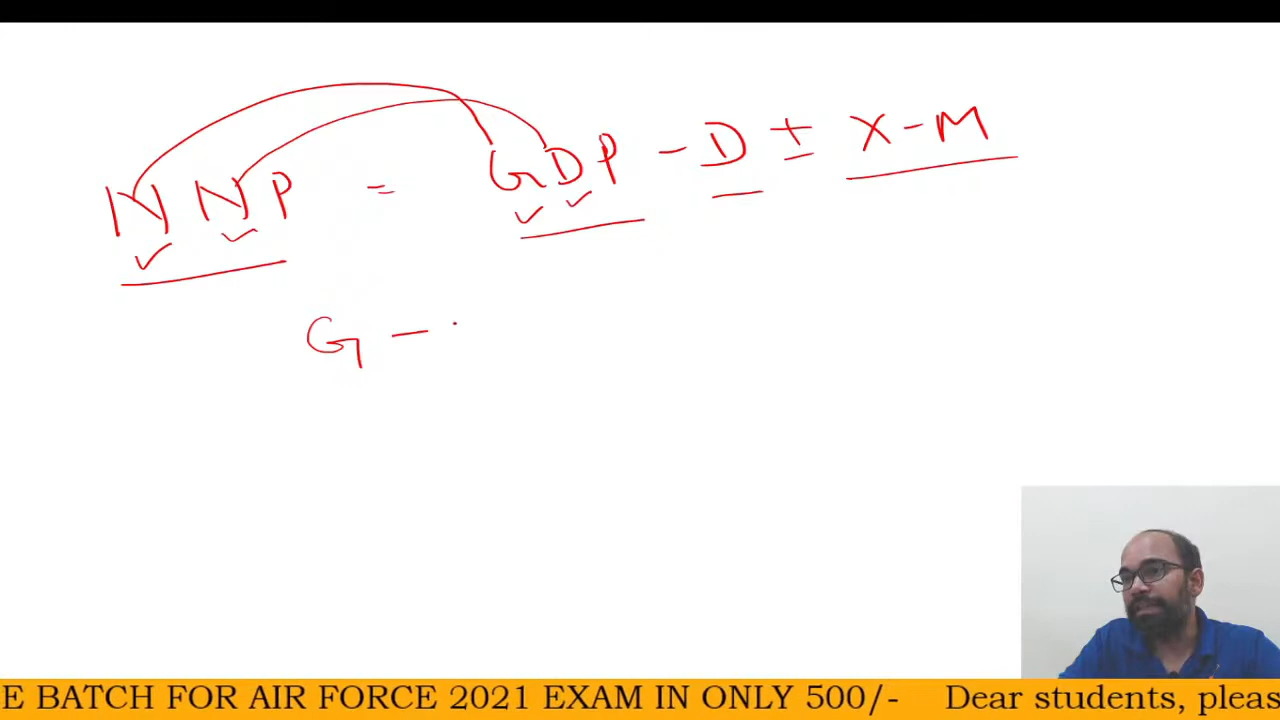 NNP = GDP - D ± X - M
G -
E BATCH FOR AIR FORCE 2021 EXAM IN ONLY 500/- Dear students, pleas